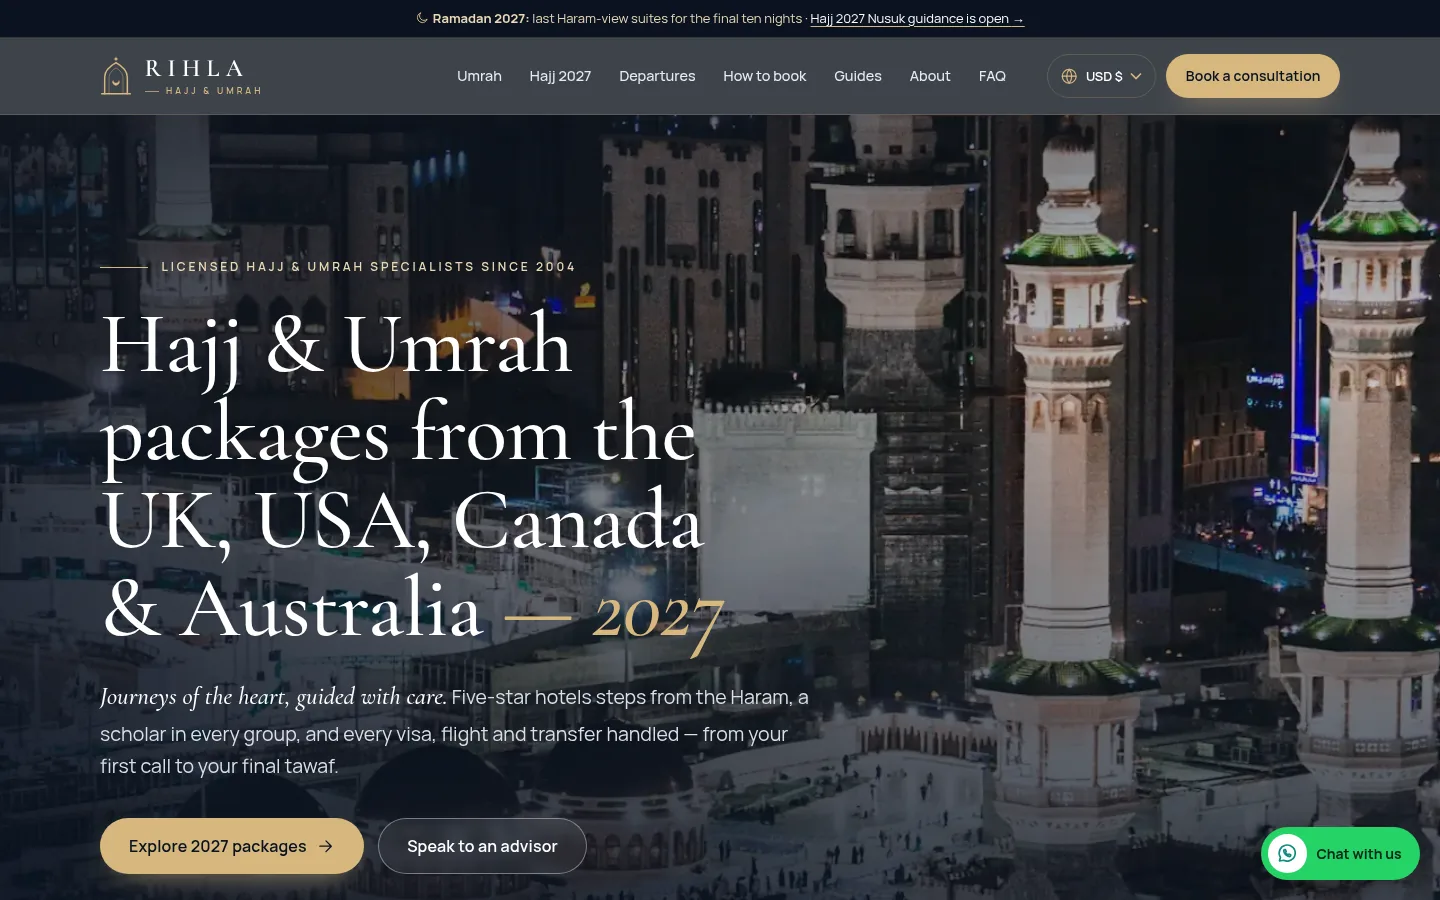 Ramadan 2027: last Haram-view suites for the final ten nights · Hajj 2027 Nusuk guidance is open →
RIHLA
HAJJ & UMRAH
Umrah
Hajj 2027
Departures
How to book
Guides
About
FAQ
USD $
Book a consultation
LICENSED HAJJ & UMRAH SPECIALISTS SINCE 2004
Hajj & Umrah
packages from the
UK, USA, Canada
& Australia — 2027
Journeys of the heart, guided with care. Five-star hotels steps from the Haram, a
scholar in every group, and every visa, flight and transfer handled — from your
first call to your final tawaf.
Explore 2027 packages →
Speak to an advisor
Chat with us